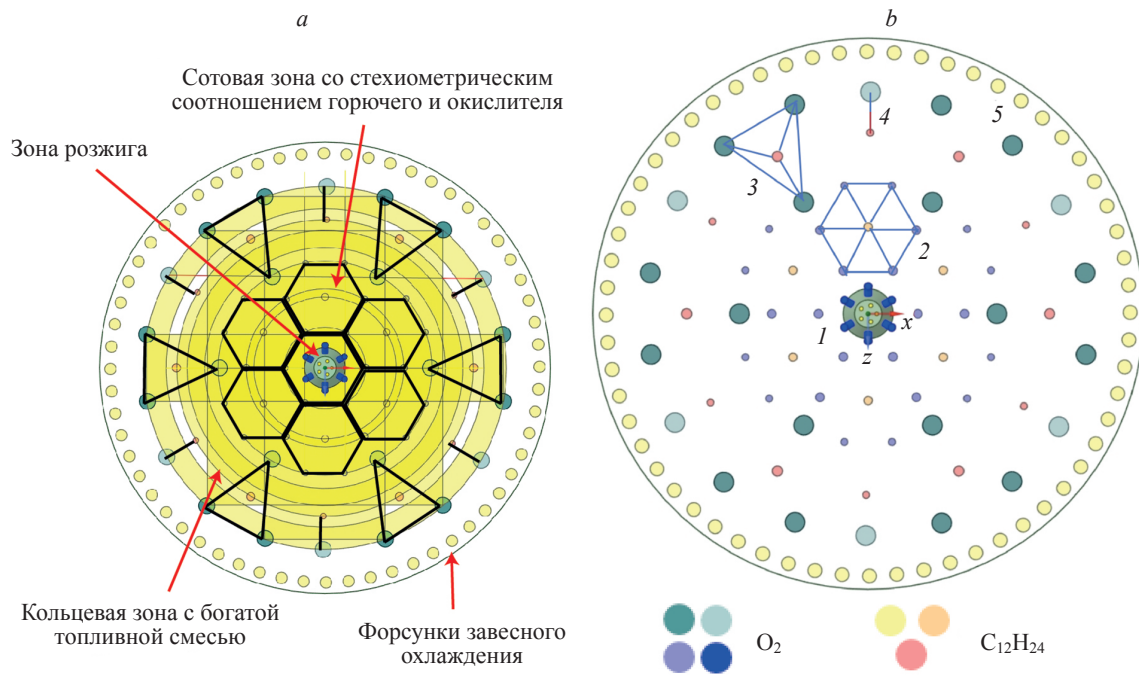 a
Сотовая зона со стехиометрическим
соотношением горючего и окислителя
Зона розжига
Кольцевая зона с богатой
топливной смесью
Форсунки завесного
охлаждения
b
4
5
3
2
1
x
z
O₂
C₁₂H₂₄